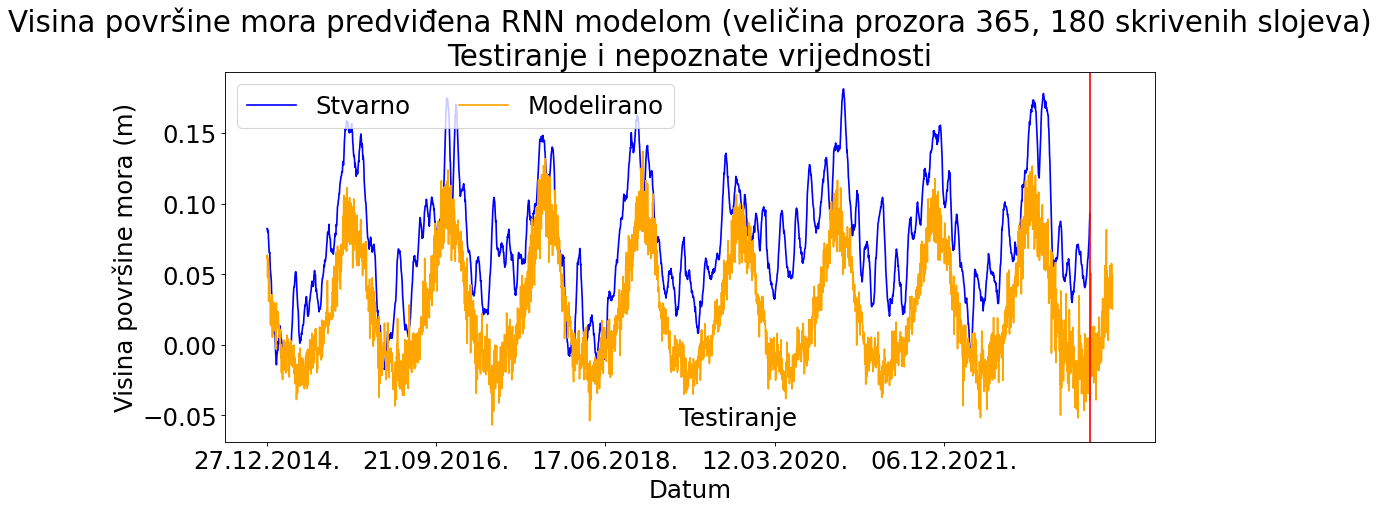 Visina površine mora predviđena RNN modelom (veličina prozora 365, 180 skrivenih slojeva)
Testiranje i nepoznate vrijednosti
Stvarno Modelirano
Visina površine mora (m)
0.15
0.10
0.05
0.00
−0.05
Testiranje
27.12.2014. 21.09.2016. 17.06.2018. 12.03.2020. 06.12.2021.
Datum